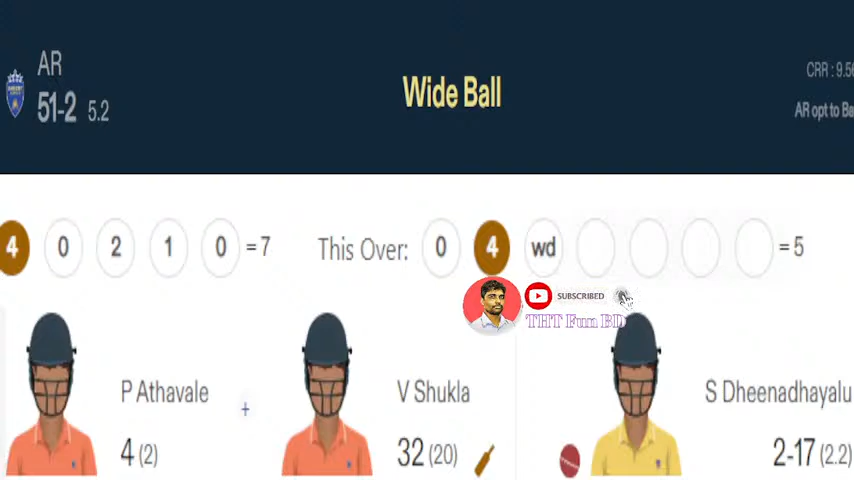 AR
51-2 5.2
Wide Ball
CRR : 9.56
AR opt to Ba
4 0 2 1 0 = 7
This Over: 0 4 wd = 5
SUBSCRIBED
THT Fun BD
P Athavale
4 (2)
+
V Shukla
32 (20)
S Dheenadhayalu
2-17 (2.2)